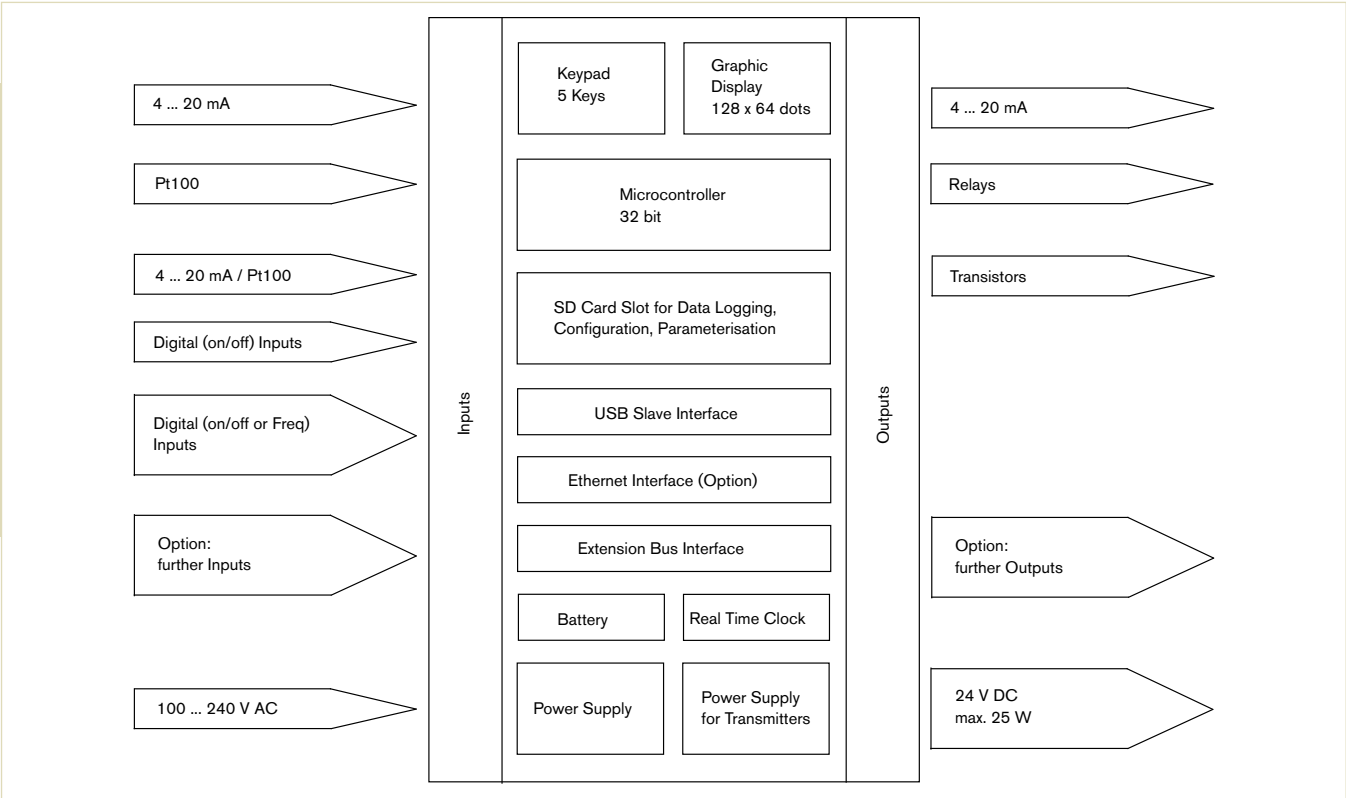 4 ... 20 mA
Pt100
4 ... 20 mA / Pt100
Digital (on/off) Inputs
Digital (on/off or Freq)
Inputs
Option:
further Inputs
100 ... 240 V AC
Inputs
Keypad
5 Keys
Graphic
Display
128 x 64 dots
Microcontroller
32 bit
SD Card Slot for Data Logging,
Configuration, Parameterisation
USB Slave Interface
Ethernet Interface (Option)
Extension Bus Interface
Battery
Real Time Clock
Power Supply
Power Supply
for Transmitters
Outputs
4 ... 20 mA
Relays
Transistors
Option:
further Outputs
24 V DC
max. 25 W